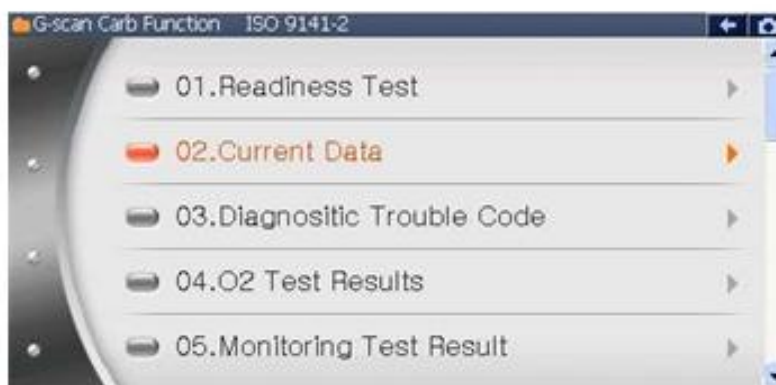 G-scan Carb Function ISO 9141-2
01.Readiness Test
02.Current Data
03.Diagnositic Trouble Code
04.O2 Test Results
05.Monitoring Test Result